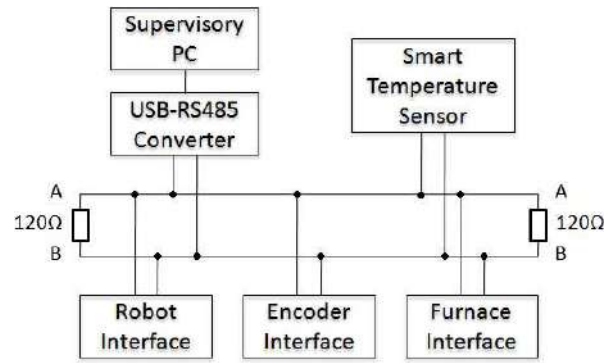 Supervisory
PC
USB-RS485
Converter
Smart
Temperature
Sensor
A
A
120Ω
120Ω
B
B
Robot
Interface
Encoder
Interface
Furnace
Interface